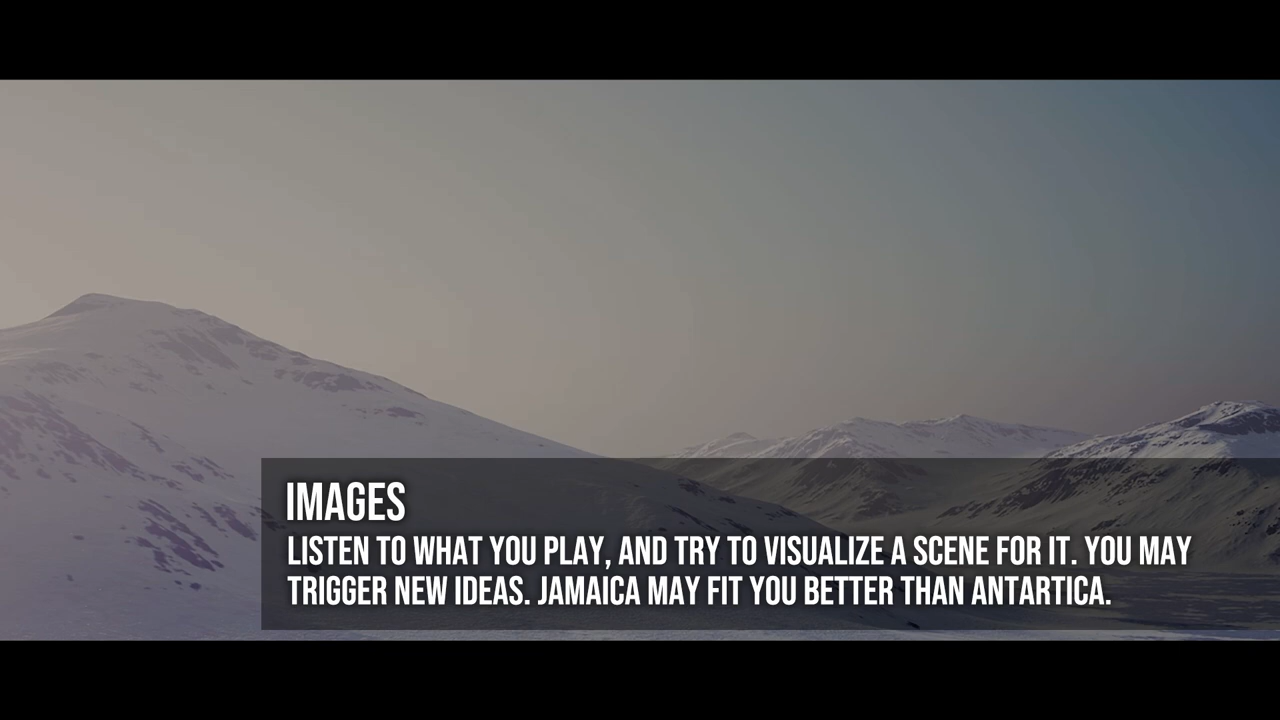 IMAGES
LISTEN TO WHAT YOU PLAY, AND TRY TO VISUALIZE A SCENE FOR IT. YOU MAY
TRIGGER NEW IDEAS. JAMAICA MAY FIT YOU BETTER THAN ANTARTICA.